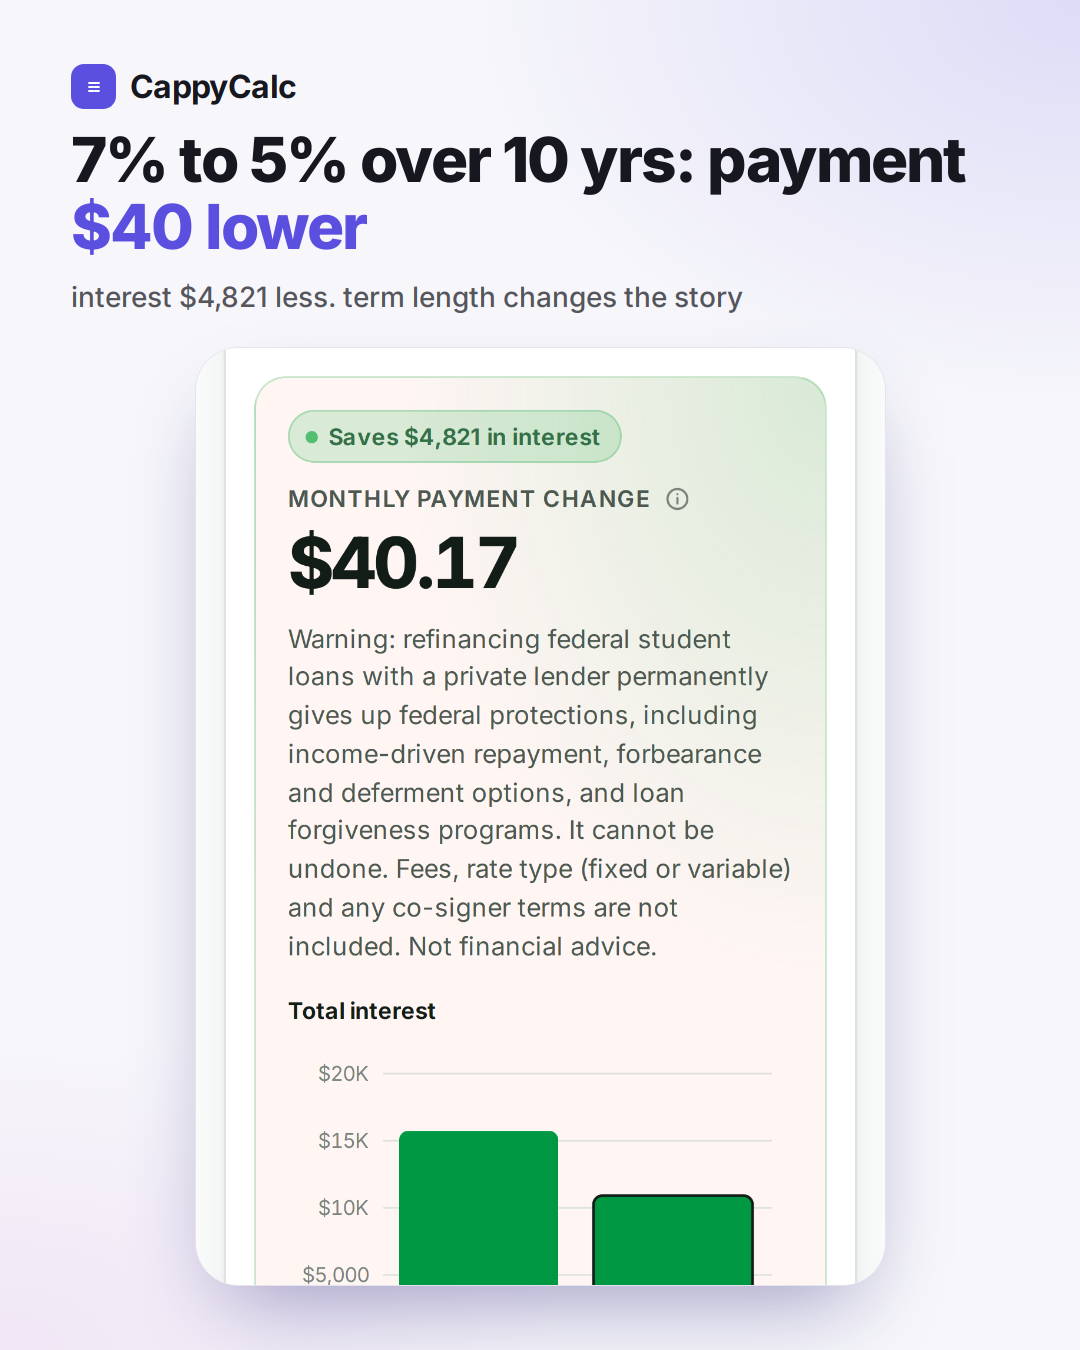 CappyCalc
7% to 5% over 10 yrs: payment
$40 lower
interest $4,821 less. term length changes the story
Saves $4,821 in interest
MONTHLY PAYMENT CHANGE
$40.17
Warning: refinancing federal student
loans with a private lender permanently
gives up federal protections, including
income-driven repayment, forbearance
and deferment options, and loan
forgiveness programs. It cannot be
undone. Fees, rate type (fixed or variable)
and any co-signer terms are not
included. Not financial advice.
Total interest
$20K
$15K
$10K
$5,000